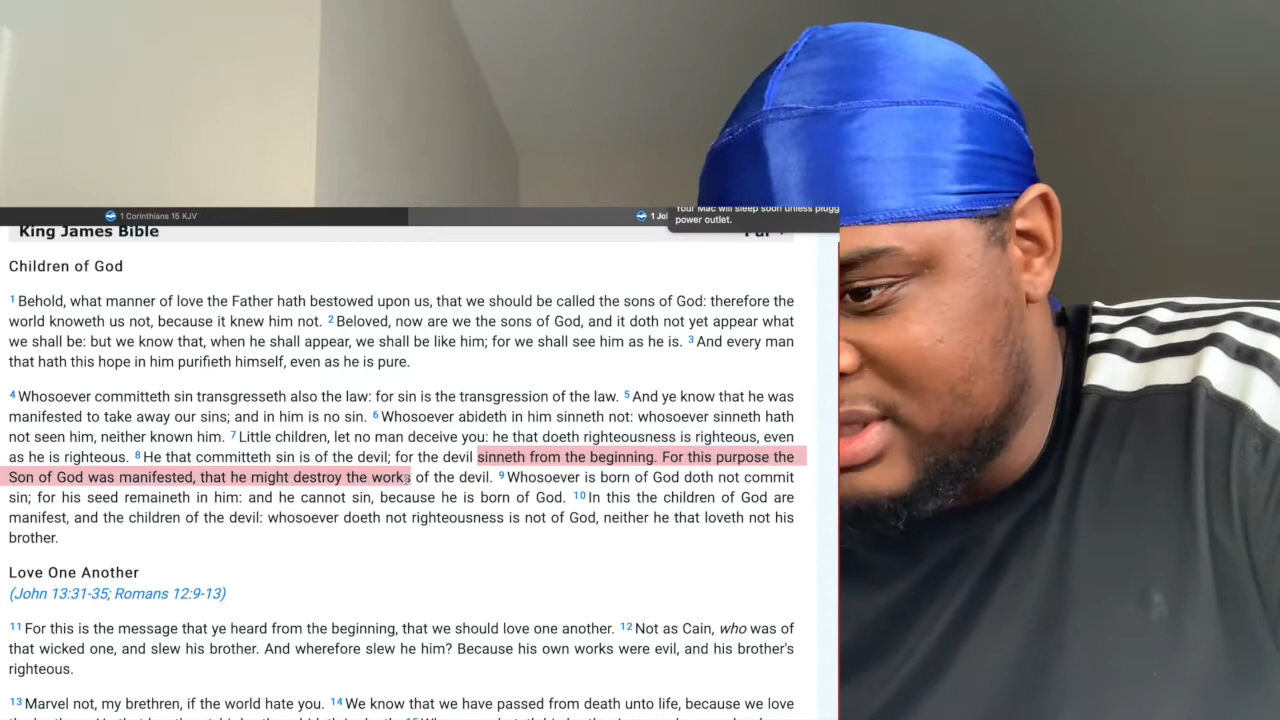 1 Corinthians 15 KJV
1 Jo
Your Mac will sleep soon unless plugg
power outlet.
King James Bible
Children of God
1 Behold, what manner of love the Father hath bestowed upon us, that we should be called the sons of God: therefore the
world knoweth us not, because it knew him not. 2 Beloved, now are we the sons of God, and it doth not yet appear what
we shall be: but we know that, when he shall appear, we shall be like him; for we shall see him as he is. 3 And every man
that hath this hope in him purifieth himself, even as he is pure.
4 Whosoever committeth sin transgresseth also the law: for sin is the transgression of the law. 5 And ye know that he was
manifested to take away our sins; and in him is no sin. 6 Whosoever abideth in him sinneth not: whosoever sinneth hath
not seen him, neither known him. 7 Little children, let no man deceive you: he that doeth righteousness is righteous, even
as he is righteous. 8 He that committeth sin is of the devil; for the devil sinneth from the beginning. For this purpose the
Son of God was manifested, that he might destroy the works of the devil. 9 Whosoever is born of God doth not commit
sin; for his seed remaineth in him: and he cannot sin, because he is born of God. 10 In this the children of God are
manifest, and the children of the devil: whosoever doeth not righteousness is not of God, neither he that loveth not his
brother.
Love One Another
(John 13:31-35; Romans 12:9-13)
11 For this is the message that ye heard from the beginning, that we should love one another. 12 Not as Cain, who was of
that wicked one, and slew his brother. And wherefore slew he him? Because his own works were evil, and his brother's
righteous.
13 Marvel not, my brethren, if the world hate you. 14 We know that we have passed from death unto life, because we love